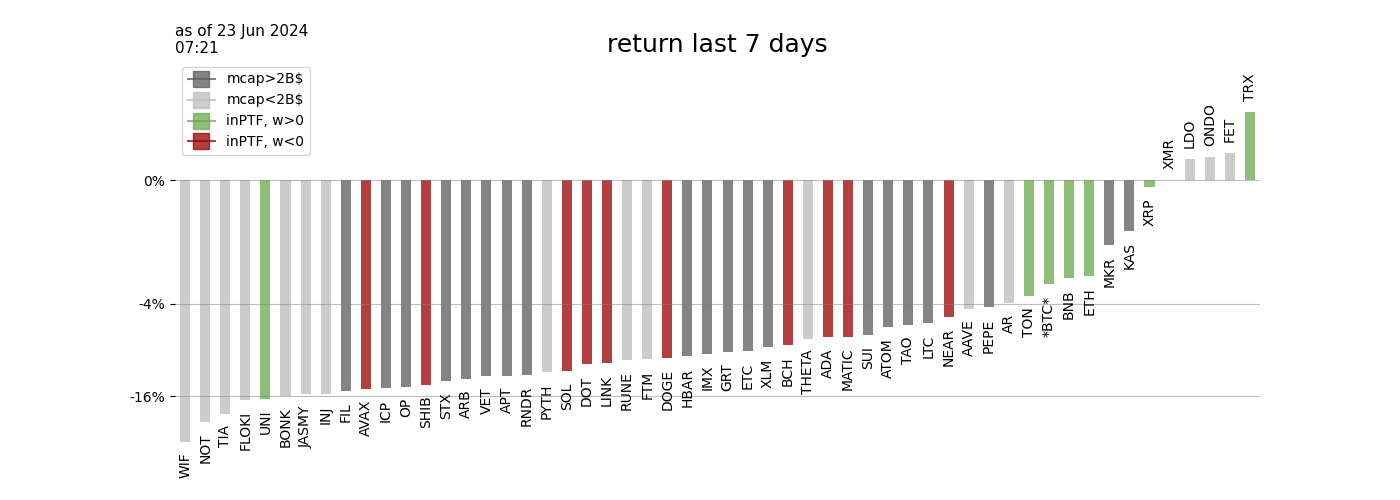 as of 23 Jun 2024
07:21
return last 7 days
mcap>2B$
mcap<2B$
inPTF, w>0
inPTF, w<0
0%
-4%
-16%
WIF
NOT
TIA
FLOKI
UNI
BONK
JASMY
INJ
FIL
AVAX
ICP
OP
SHIB
STX
ARB
VET
APT
RNDR
PYTH
SOL
DOT
LINK
RUNE
FTM
DOGE
HBAR
IMX
GRT
ETC
XLM
BCH
THETA
ADA
MATIC
SUI
ATOM
TAO
LTC
NEAR
AAVE
PEPE
AR
TON
*BTC*
BNB
ETH
MKR
KAS
XRP
XMR
LDO
ONDO
FET
TRX